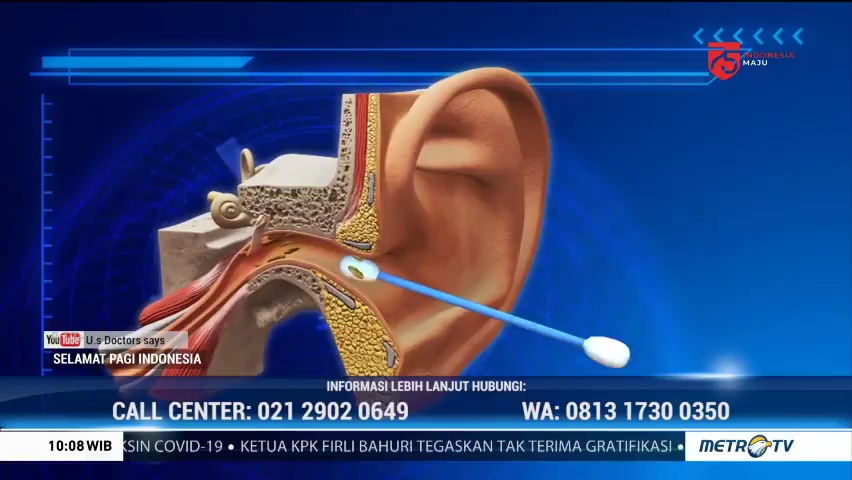 75 INDONESIA
MAJU
YouTube U.s Doctors says
SELAMAT PAGI INDONESIA
INFORMASI LEBIH LANJUT HUBUNGI:
CALL CENTER: 021 2902 0649 WA: 0813 1730 0350
10:08 WIB KSIN COVID-19 • KETUA KPK FIRLI BAHURI TEGASKAN TAK TERIMA GRATIFIKASI • METRO TV